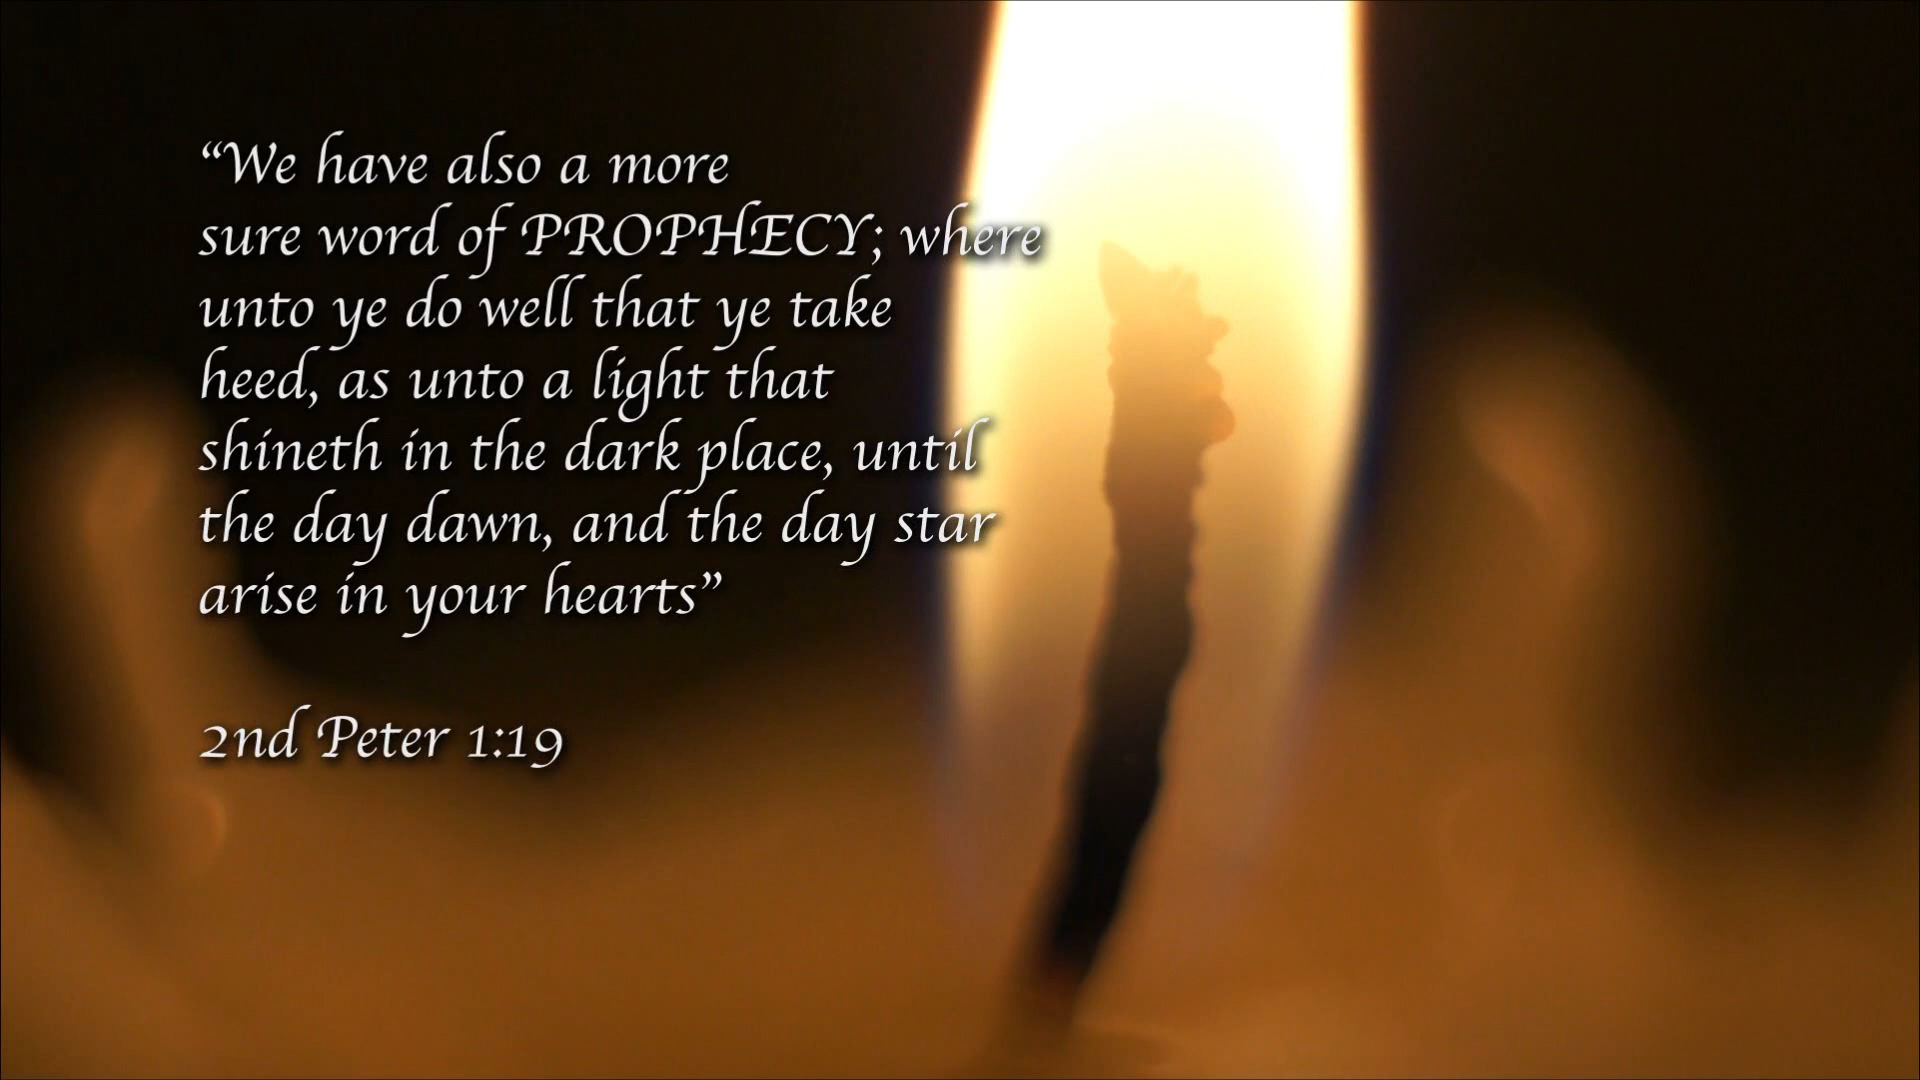 “We have also a more
sure word of PROPHECY; where
unto ye do well that ye take
heed, as unto a light that
shineth in the dark place, until
the day dawn, and the day star
arise in your hearts”
2nd Peter 1:19